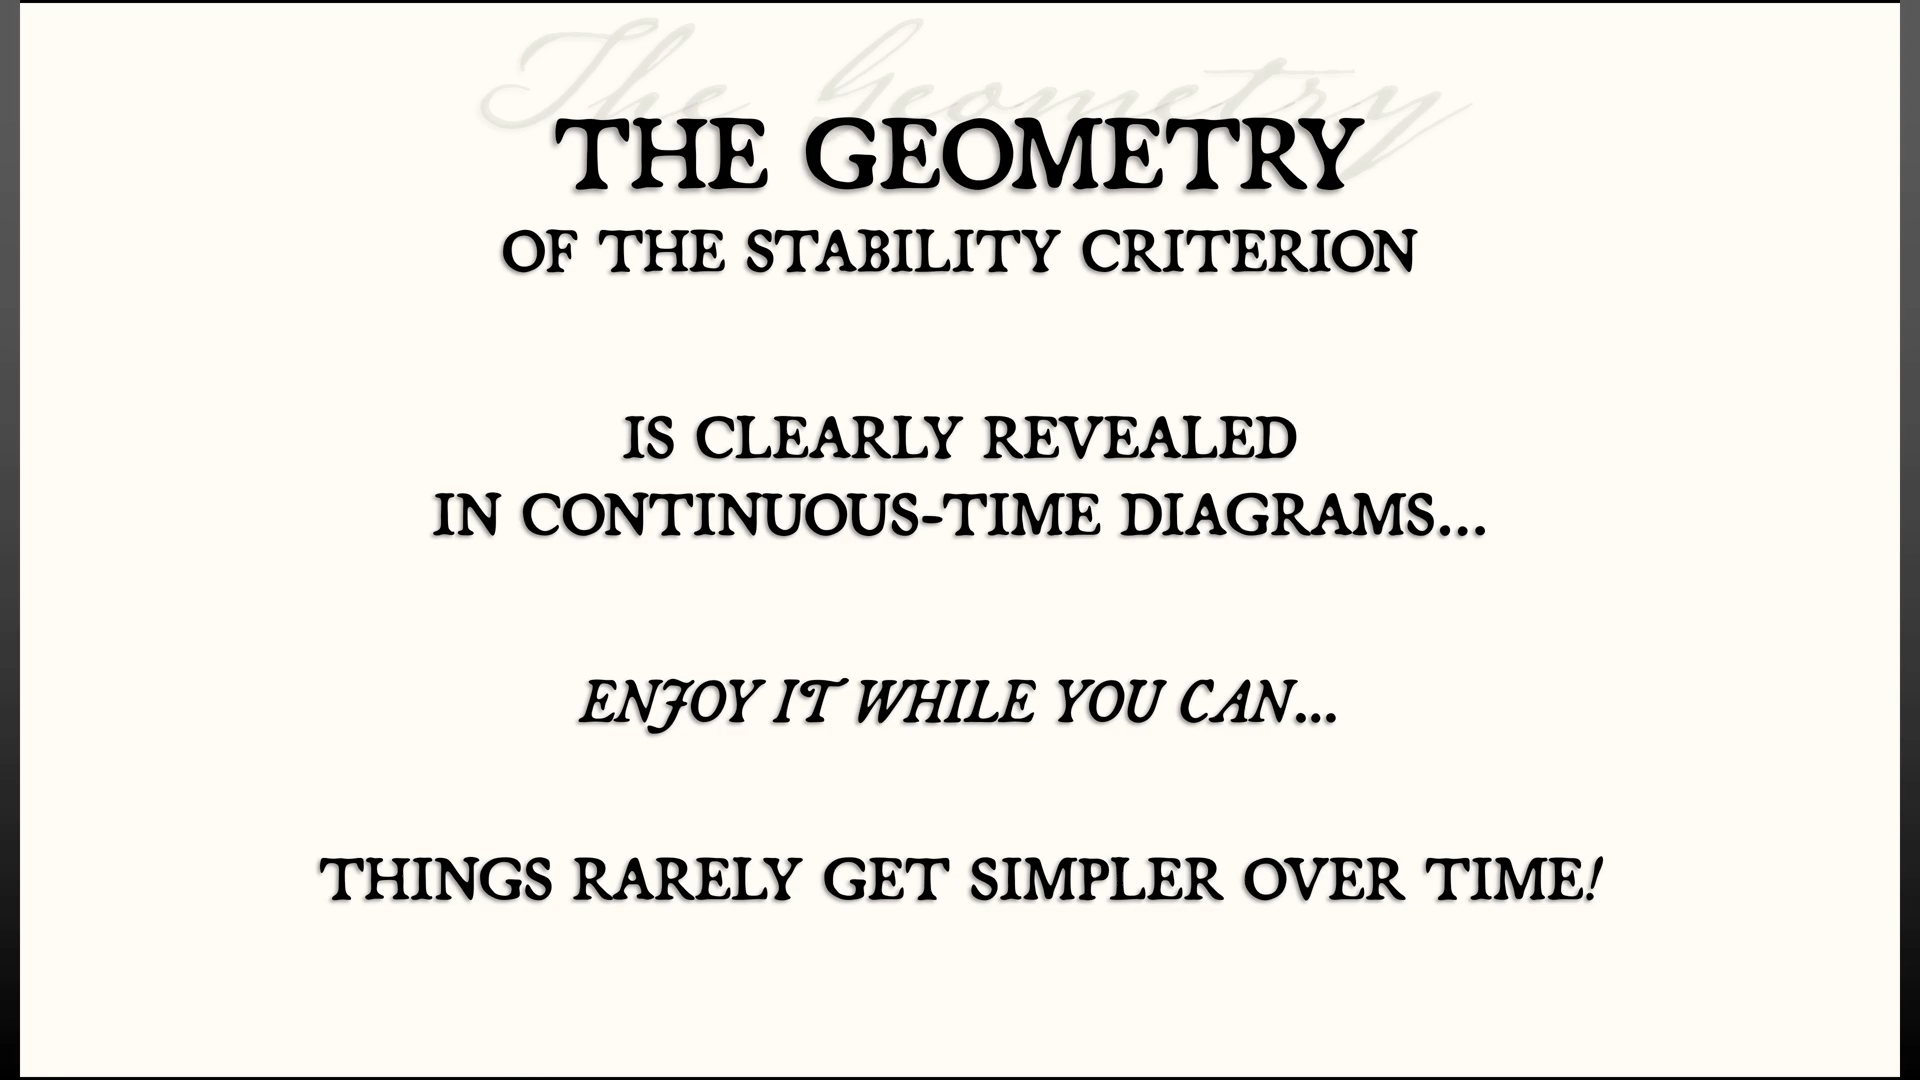 The Geometry
THE GEOMETRY
OF THE STABILITY CRITERION
IS CLEARLY REVEALED
IN CONTINUOUS-TIME DIAGRAMS...
ENJOY IT WHILE YOU CAN...
THINGS RARELY GET SIMPLER OVER TIME!